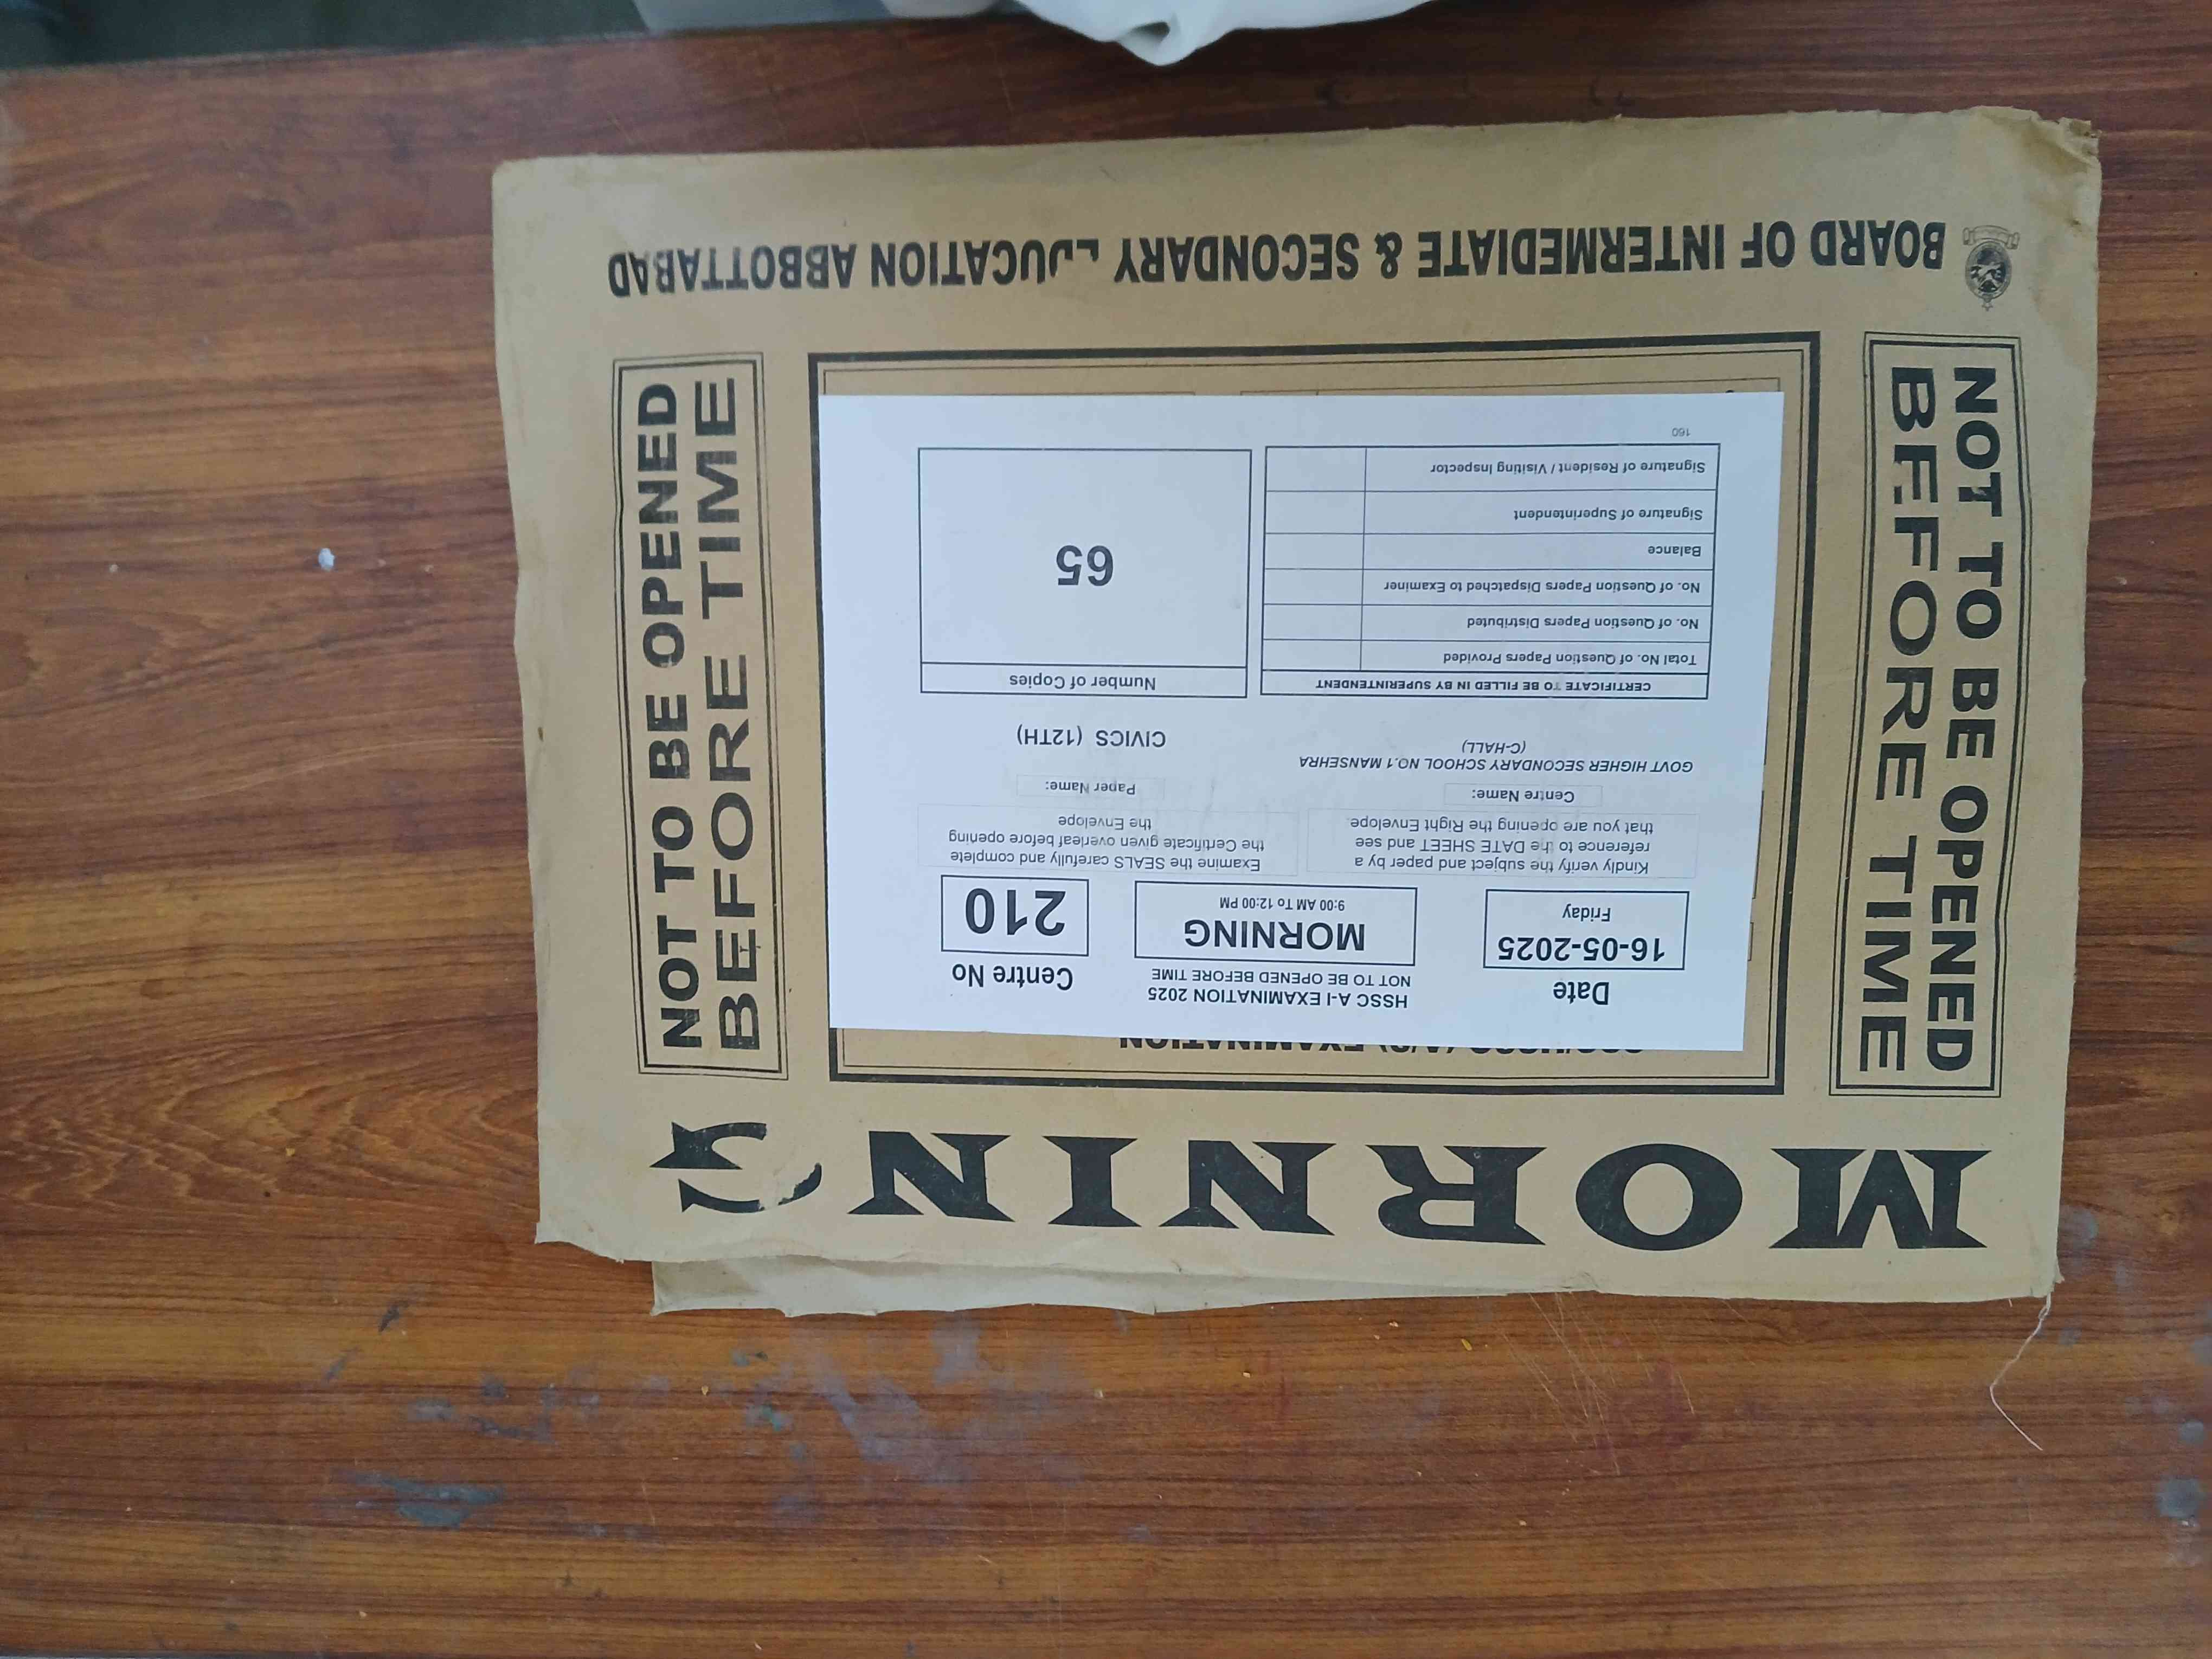 MORNING
NOT TO BE OPENED
BEFORE TIME
HSSC A-I EXAMINATION 2025
NOT TO BE OPENED BEFORE TIME
Date
16-05-2025
Friday
MORNING
9:00 AM To 12:00 PM
Centre No
210
Kindly verify the subject and paper by a
reference to the DATE SHEET and see
that you are opening the Right Envelope.
Examine the SEALS carefully and complete
the Certificate given overleaf before opening
the Envelope
Centre Name:
GOVT HIGHER SECONDARY SCHOOL NO.1 MANSEHRA
(C-HALL)
Paper Name:
CIVICS (12TH)
CERTIFICATE TO BE FILLED IN BY SUPERINTENDENT
Total No. of Question Papers Provided
No. of Question Papers Distributed
No. of Question Papers Dispatched to Examiner
Balance
Signature of Superintendent
Signature of Resident / Visiting Inspector
160
Number of Copies
65
NOT TO BE OPENED
BEFORE TIME
BOARD OF INTERMEDIATE & SECONDARY EDUCATION ABBOTTABAD